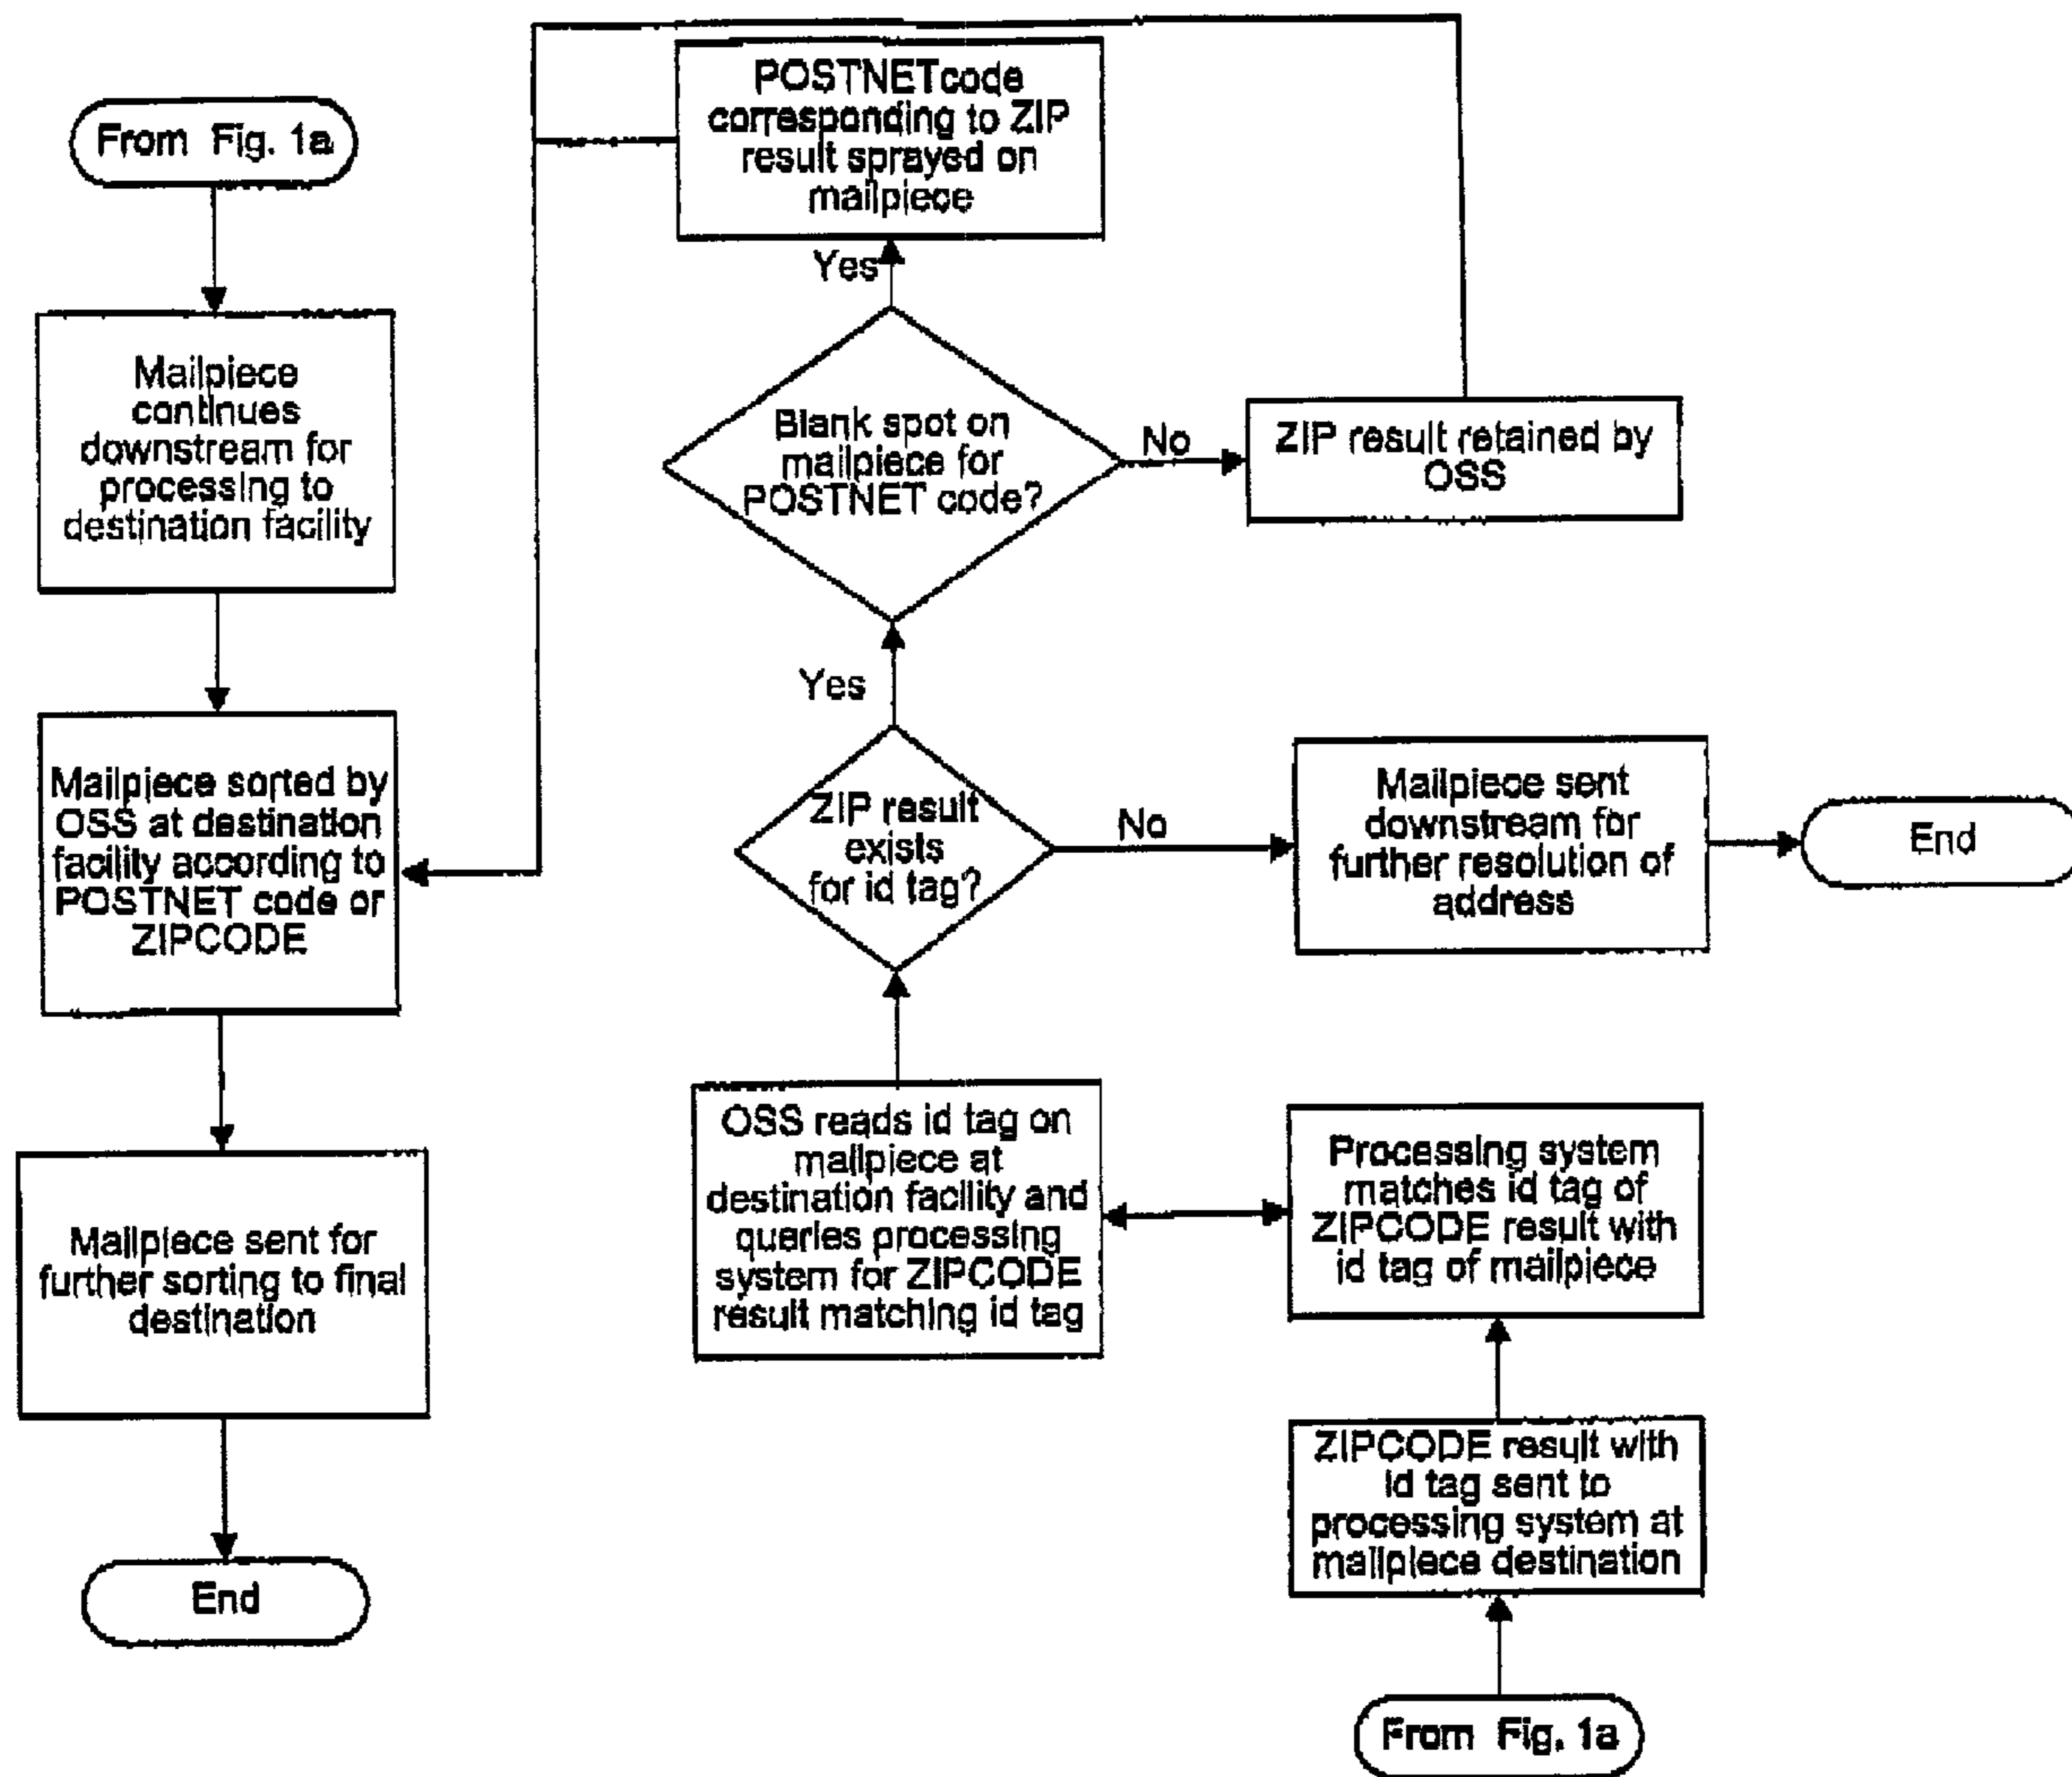 From Fig. 1a
Mailpiece
continues
downstream for
processing to
destination facility
Mailpiece sorted by
OSS at destination
facility according to
POSTNET code or
ZIPCODE
Mailpiece sent for
further sorting to final
destination
End
POSTNETcode
corresponding to ZIP
result sprayed on
mailpiece
Yes
Blank spot on
mailpiece for
POSTNET code?
No
ZIP result retained by
OSS
Yes
ZIP result
exists
for id tag?
No
Mailpiece sent
downstream for
further resolution of
address
End
OSS reads id tag on
mailpiece at
destination facility and
queries processing
system for ZIPCODE
result matching id tag
Processing system
matches id tag of
ZIPCODE result with
id tag of mailpiece
ZIPCODE result with
id tag sent to
processing system at
mailpiece destination
From Fig. 1a